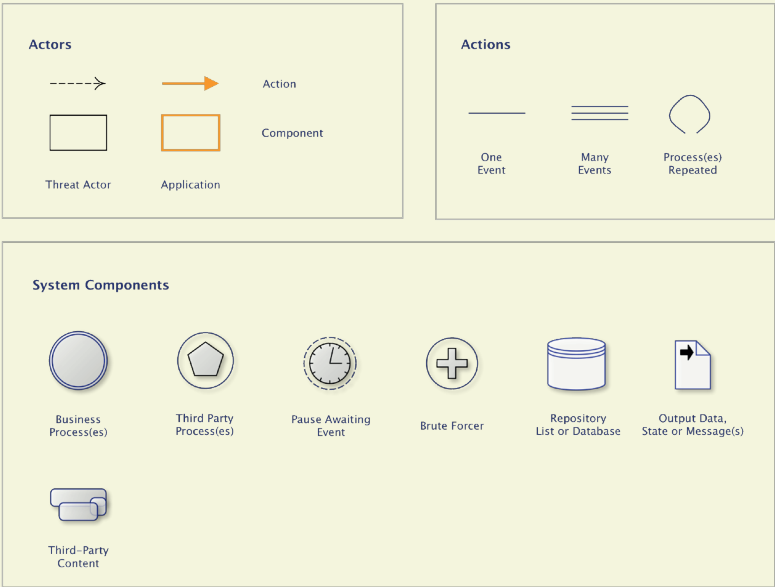 Actors
Action
Component
Threat Actor
Application
Actions
One
Event
Many
Events
Process(es)
Repeated
System Components
Business
Process(es)
Third Party
Process(es)
Pause Awaiting
Event
Brute Forcer
Repository
List or Database
Output Data,
State or Message(s)
Third-Party
Content